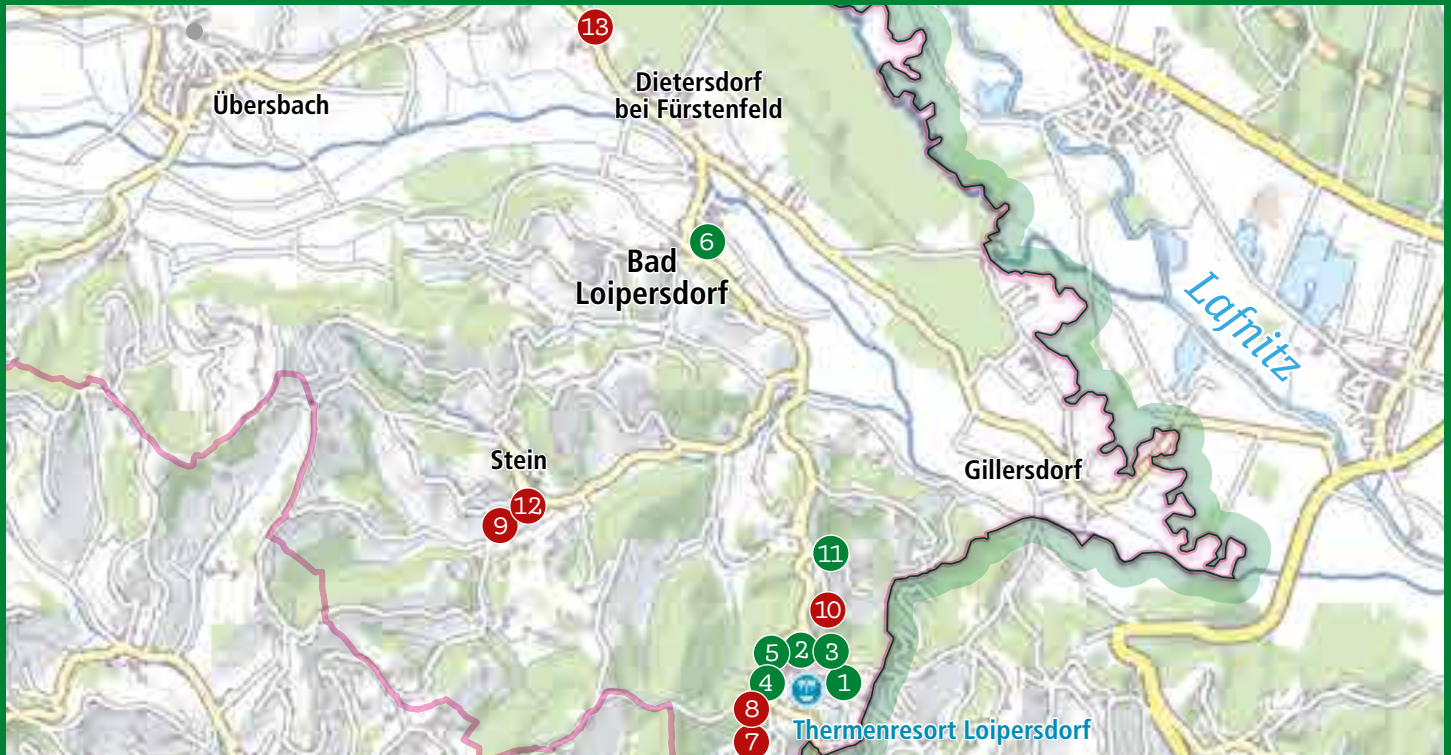 13
Dietersdorf
bei Fürstenfeld
Übersbach
6
Bad
Loipersdorf
Lafnitz
Stein
Gillersdorf
12
9
11
10
5
2
3
4
1
8
Thermenresort Loipersdorf
7